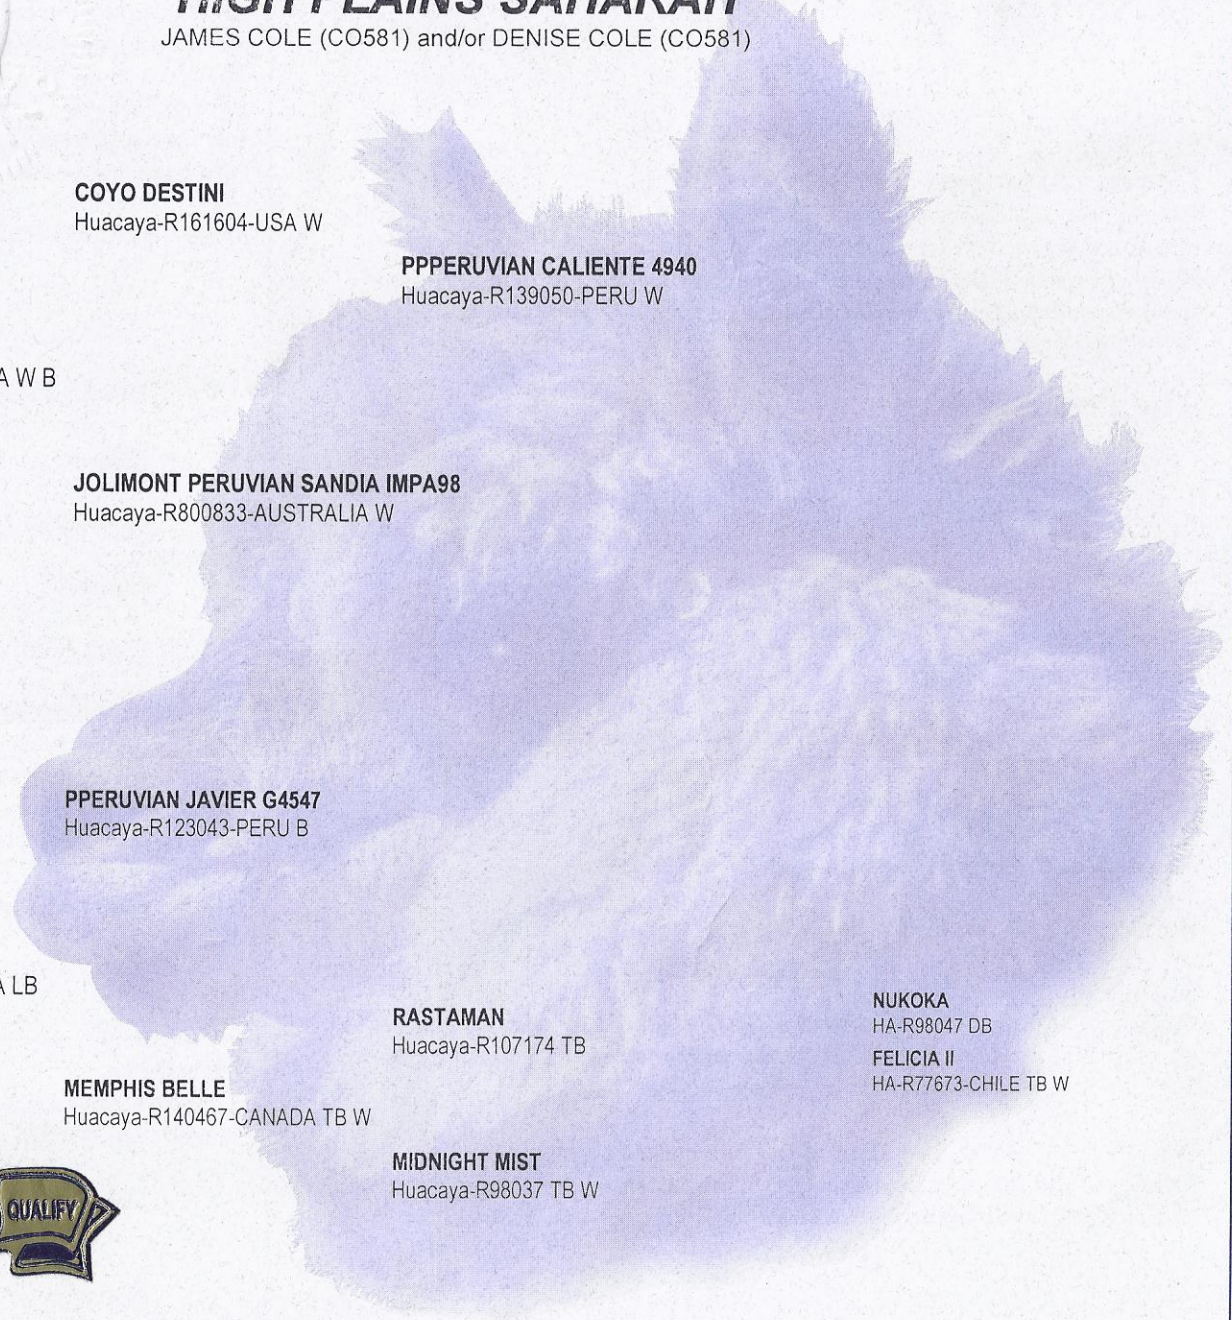 HIGH PLAINS SAHARAH
JAMES COLE (CO581) and/or DENISE COLE (CO581)
COYO DESTINI
Huacaya-R161604-USA W
PPPERUVIAN CALIENTE 4940
Huacaya-R139050-PERU W
A W B
JOLIMONT PERUVIAN SANDIA IMPA98
Huacaya-R800833-AUSTRALIA W
PPERUVIAN JAVIER G4547
Huacaya-R123043-PERU B
A LB
RASTAMAN
Huacaya-R107174 TB
NUKOKA
HA-R98047 DB
FELICIA II
HA-R77673-CHILE TB W
MEMPHIS BELLE
Huacaya-R140467-CANADA TB W
MIDNIGHT MIST
Huacaya-R98037 TB W
QUALIFY